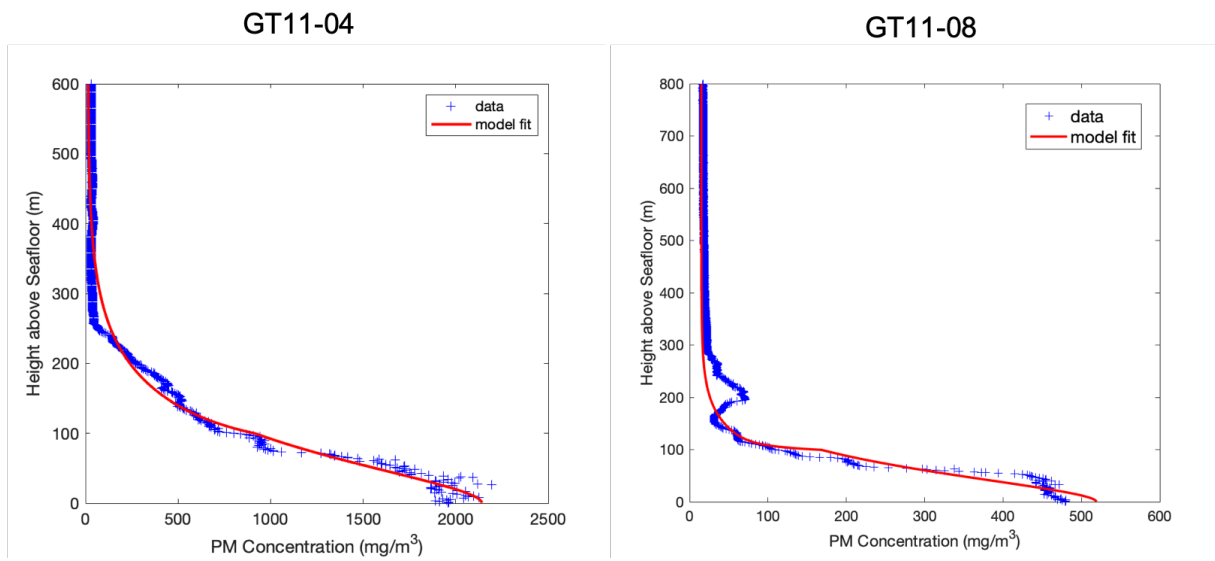 GT11-04
600
500
400
300
200
100
0
Height above Seafloor (m)
data
model fit
0 500 1000 1500 2000 2500
PM Concentration (mg/m³)
GT11-08
800
700
600
500
400
300
200
100
0
Height above Seafloor (m)
data
model fit
0 100 200 300 400 500 600
PM Concentration (mg/m³)